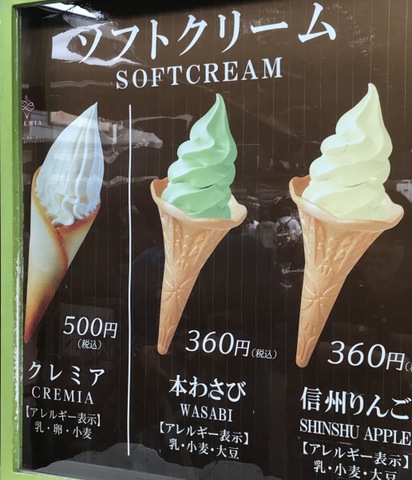 ソフトクリーム
SOFTCREAM
500円
(税込)
クレミア
CREMIA
【アレルギー表示】
乳・卵・小麦
360円(税込)
本わさび
WASABI
【アレルギー表示】
乳・小麦・大豆
360円
信州りんご
SHINSHU APPLE
【アレルギー表示】
乳・小麦・大豆